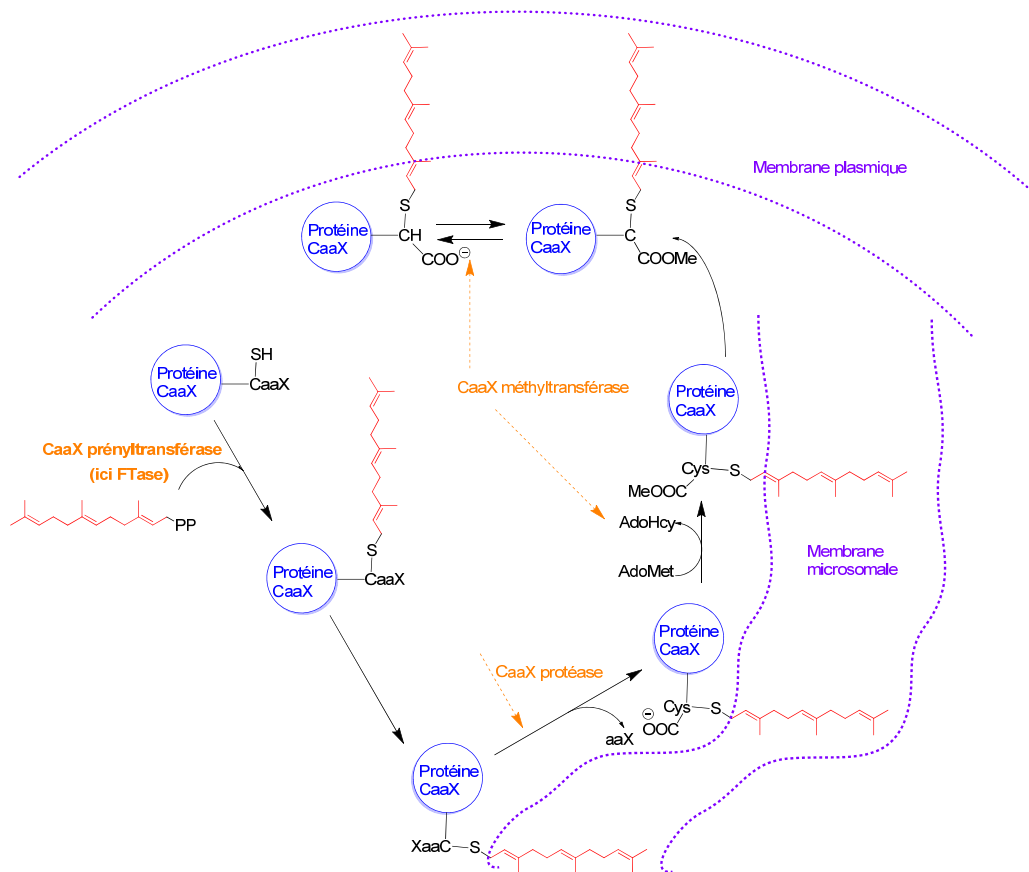 Membrane plasmique
S
S
Protéine
CaaX
CH
COO⊖
Protéine
CaaX
C
COOMe
SH
Protéine
CaaX
CaaX
CaaX méthyltransférase
Protéine
CaaX
CaaX prényltransférase
(ici FTase)
PP
Cys
S
MeOOC
AdoHcy
AdoMet
Membrane
microsomale
S
Protéine
CaaX
CaaX
Protéine
CaaX
CaaX protéase
Cys
S
⊖
OOC
aaX
Protéine
CaaX
XaaC
S